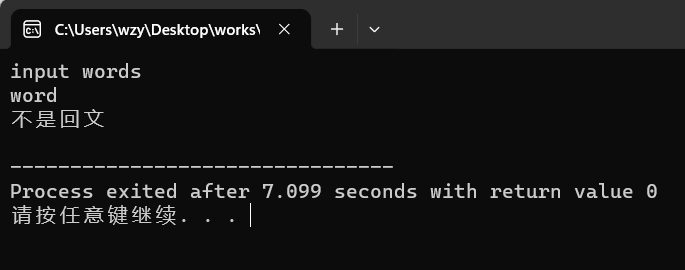 C:\Users\wzy\Desktop\works\
input words
word
不是回文
--------------------------------
Process exited after 7.099 seconds with return value 0
请按任意键继续. . .